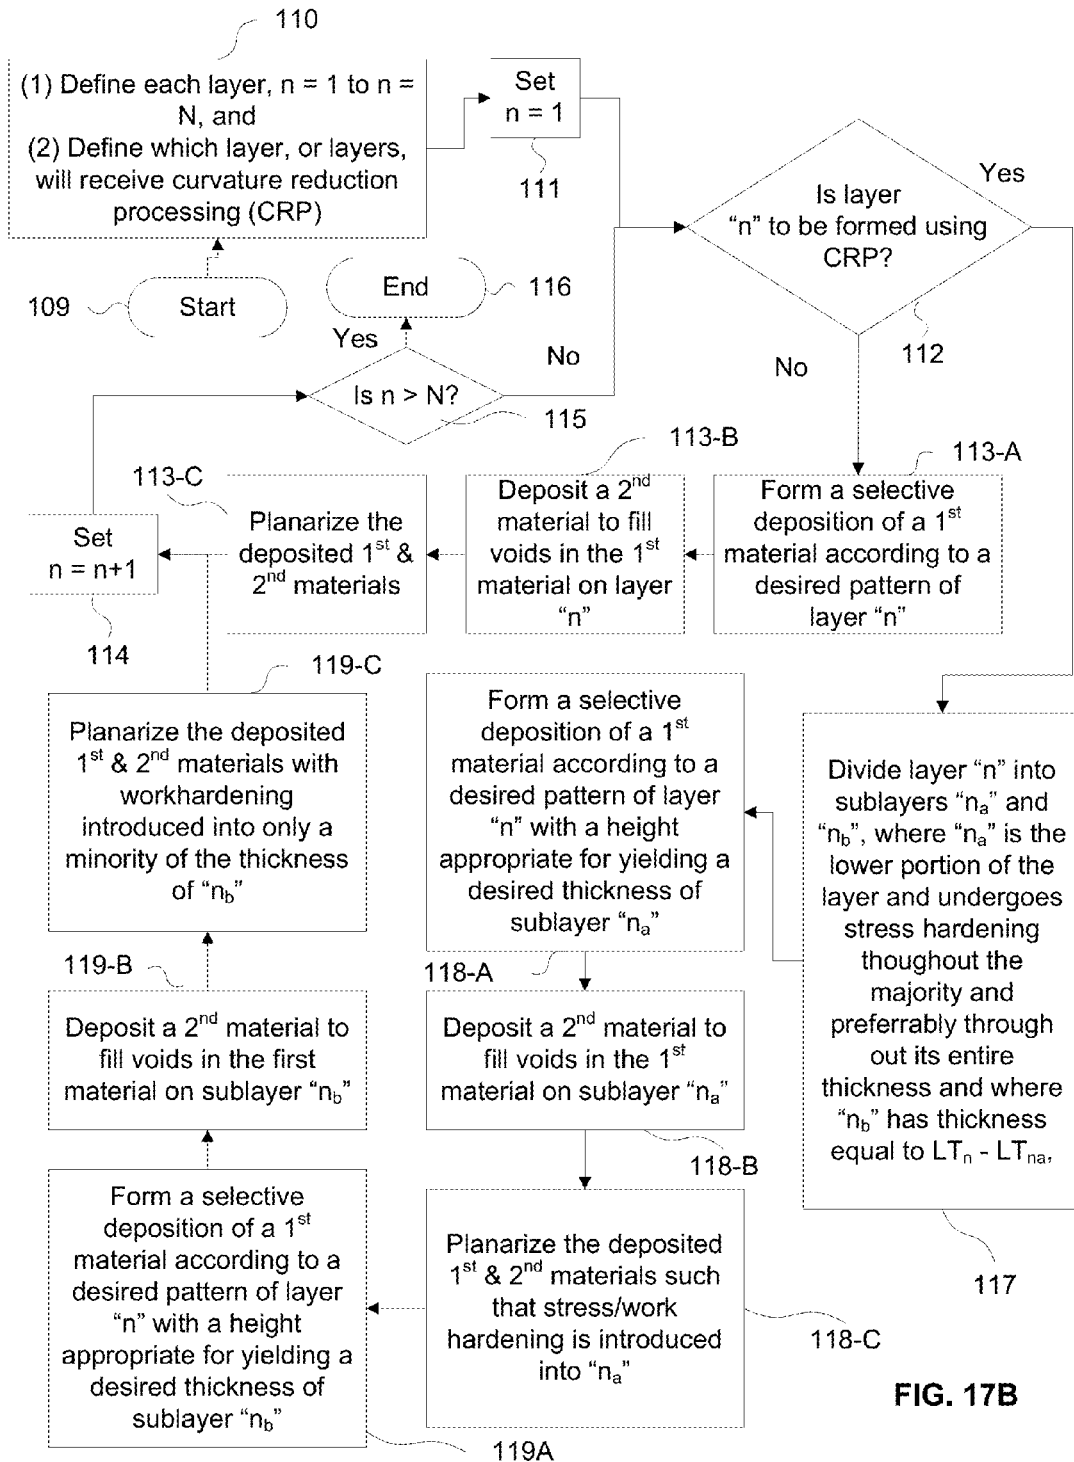 110
(1) Define each layer, n = 1 to n =
N, and
(2) Define which layer, or layers,
will receive curvature reduction
processing (CRP)
Set
n = 1
111
Yes
Is layer
“n” to be formed using
CRP?
112
No
109
Start
End
116
Yes
No
Is n > N?
115
113-C
113-B
113-A
Set
n = n+1
114
Planarize the
deposited 1st &
2nd materials
Deposit a 2nd
material to fill
voids in the 1st
material on layer
“n”
Form a selective
deposition of a 1st
material according to a
desired pattern of
layer “n”
119-C
Planarize the deposited
1st & 2nd materials with
workhardening
introduced into only a
minority of the thickness
of “nb”
Form a selective
deposition of a 1st
material according to a
desired pattern of layer
“n” with a height
appropriate for yielding a
desired thickness of
sublayer “na”
118-A
Divide layer “n” into
sublayers “na” and
“nb”, where “na” is the
lower portion of the
layer and undergoes
stress hardening
thoughout the
majority and
preferrably through
out its entire
thickness and where
“nb” has thickness
equal to LTn - LTna,
117
119-B
Deposit a 2nd material to
fill voids in the first
material on sublayer “nb”
Deposit a 2nd material to
fill voids in the 1st
material on sublayer “na”
118-B
Form a selective
deposition of a 1st
material according to a
desired pattern of layer
“n” with a height
appropriate for yielding a
desired thickness of
sublayer “nb”
119A
Planarize the deposited
1st & 2nd materials such
that stress/work
hardening is introduced
into “na”
118-C
FIG. 17B